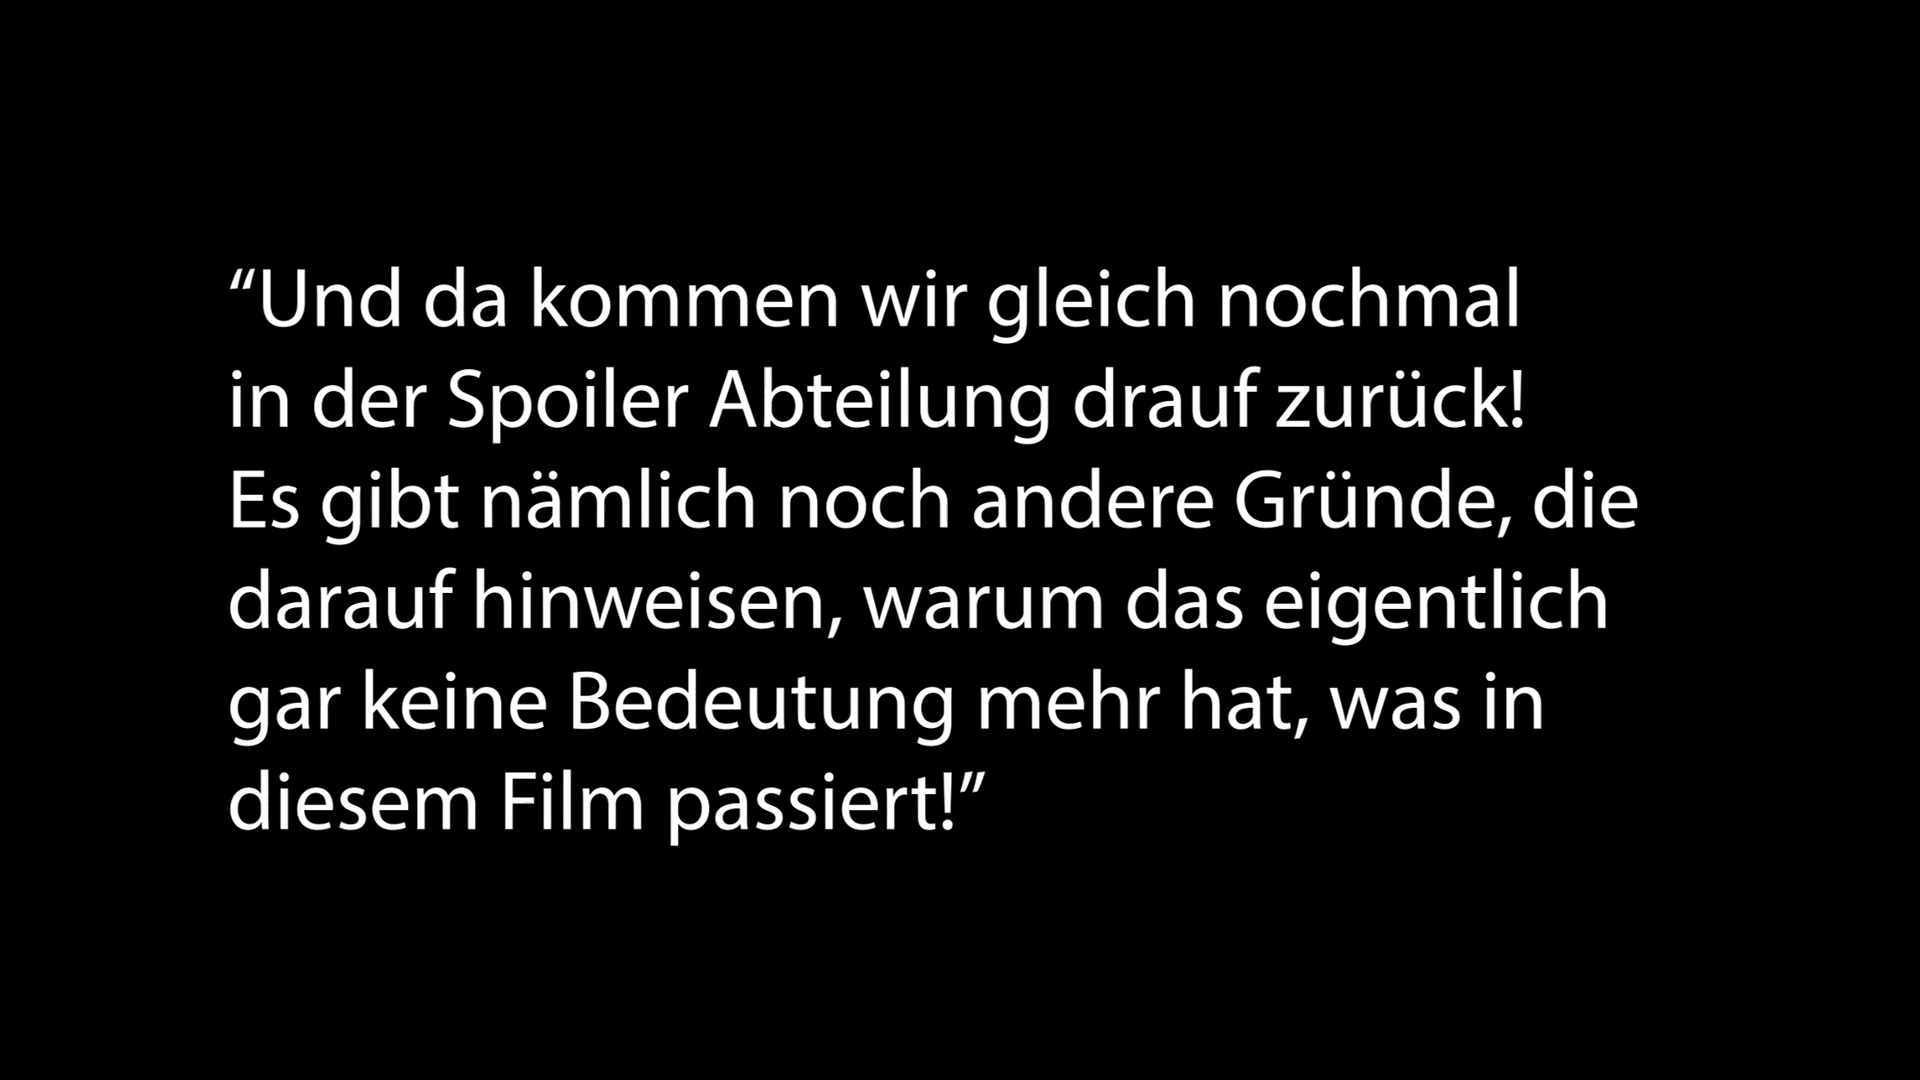 “Und da kommen wir gleich nochmal
in der Spoiler Abteilung drauf zurück!
Es gibt nämlich noch andere Gründe, die
darauf hinweisen, warum das eigentlich
gar keine Bedeutung mehr hat, was in
diesem Film passiert!”